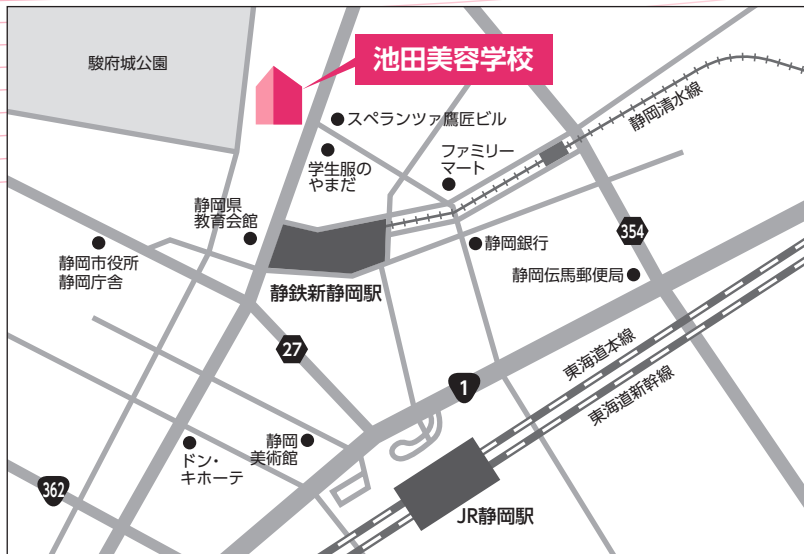 駿府城公園
池田美容学校
スペランツァ鷹匠ビル
静岡清水線
学生服の
やまだ
ファミリー
マート
静岡県
教育会館
静岡市役所
静岡庁舎
静鉄新静岡駅
静岡銀行
354
静岡伝馬郵便局
27
1
東海道本線
東海道新幹線
静岡
美術館
ドン・
キホーテ
362
JR静岡駅